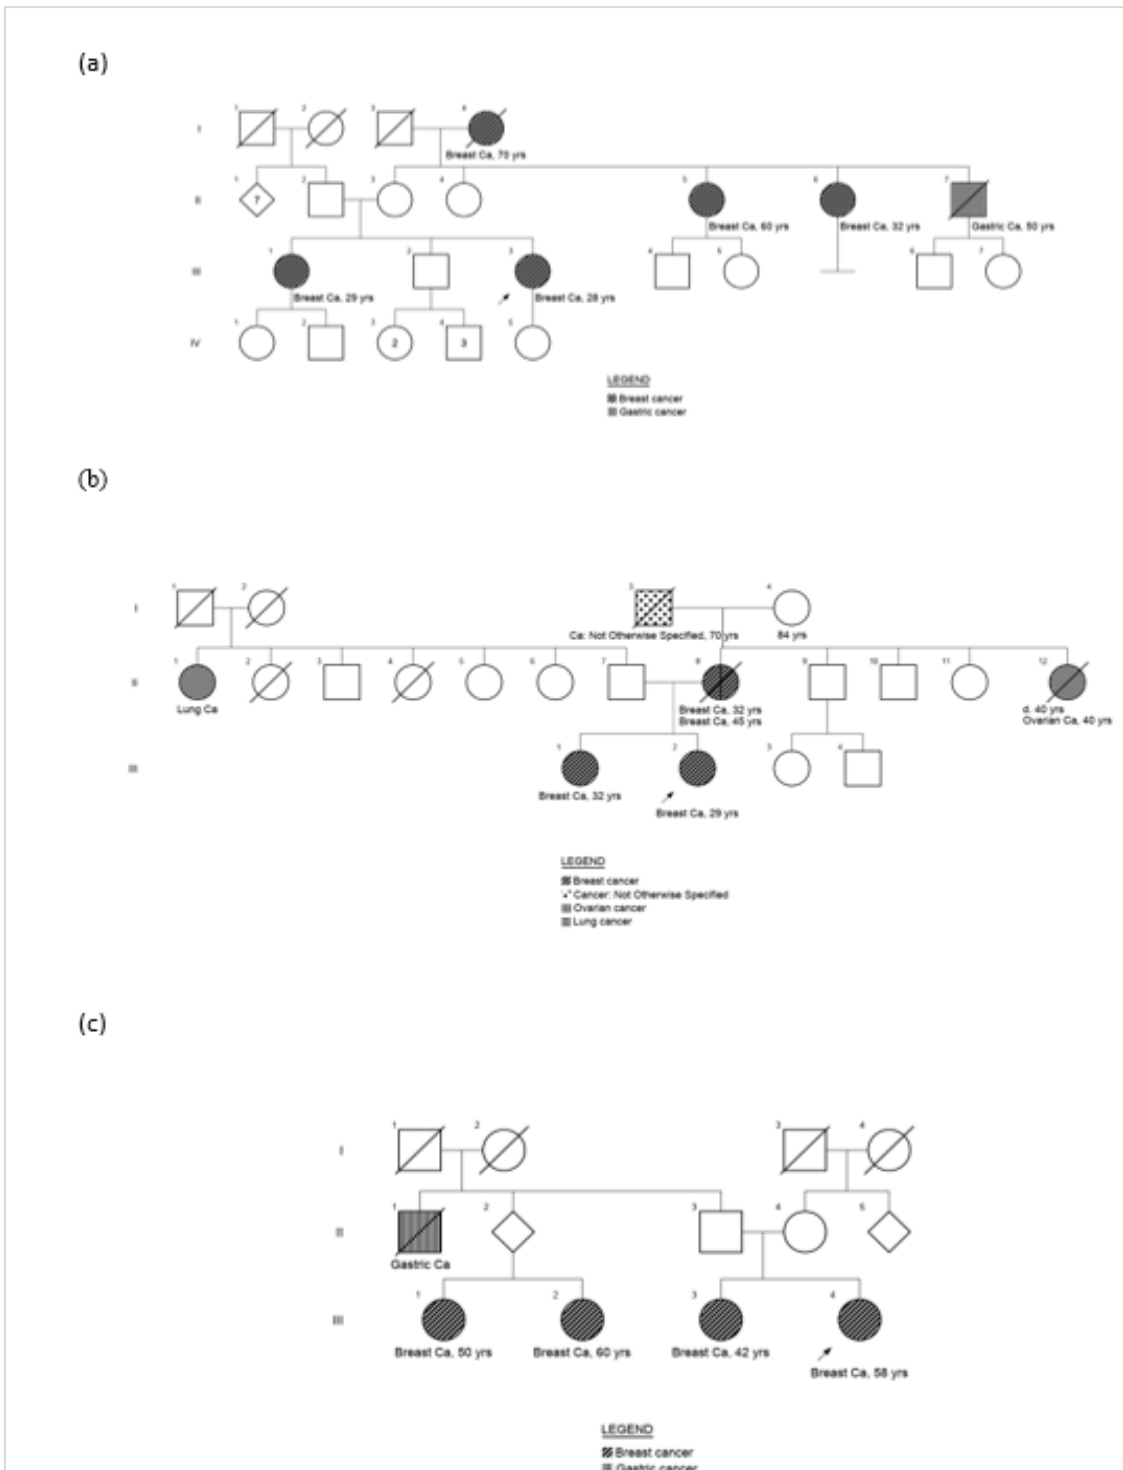 (a)
1 2 3 4
I
Breast Ca, 70 yrs
1 2 3 4 5 6 7
II
7
Breast Ca, 60 yrs Breast Ca, 32 yrs Gastric Ca, 50 yrs
1 2 3 4 5 6 7
III
Breast Ca, 29 yrs Breast Ca, 28 yrs
1 2 3 4 5
IV
2 3
LEGEND
Breast cancer
Gastric cancer
(b)
1 2 3 4
I
Ca: Not Otherwise Specified, 70 yrs 84 yrs
1 2 3 4 5 6 7 8 9 10 11 12
II
Lung Ca Breast Ca, 32 yrs d. 40 yrs
Breast Ca, 45 yrs Ovarian Ca, 40 yrs
1 2 3 4
III
Breast Ca, 32 yrs
Breast Ca, 29 yrs
LEGEND
Breast cancer
Cancer: Not Otherwise Specified
Ovarian cancer
Lung cancer
(c)
1 2 3 4
I
1 2 3 4 5
II
Gastric Ca
1 2 3 4
III
Breast Ca, 50 yrs Breast Ca, 60 yrs Breast Ca, 42 yrs
Breast Ca, 58 yrs
LEGEND
Breast cancer
Gastric cancer